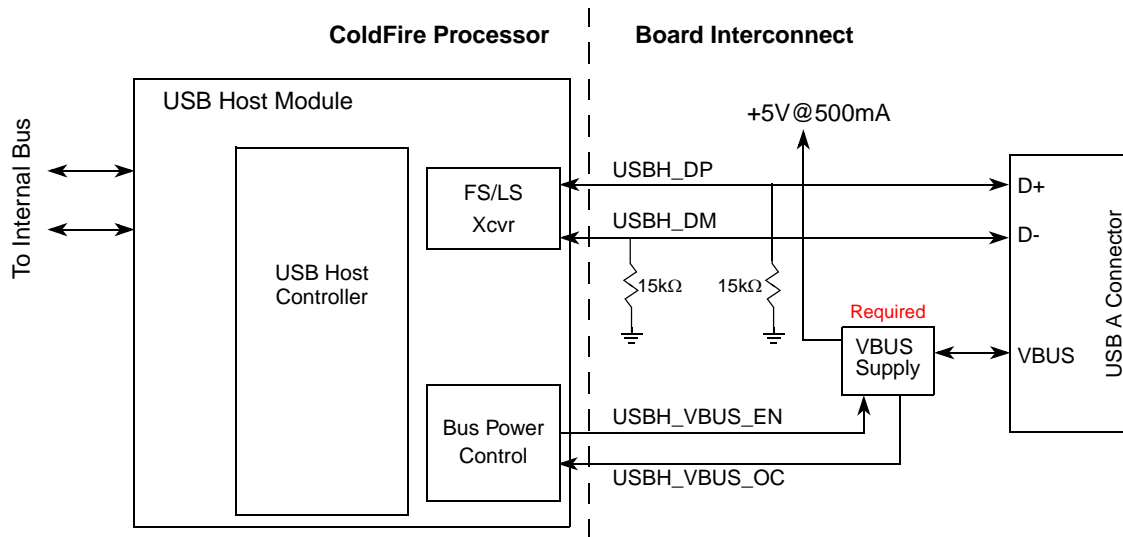 ColdFire Processor
Board Interconnect
USB Host Module
To Internal Bus
USB Host
Controller
FS/LS
Xcvr
Bus Power
Control
+5V@500mA
USBH_DP
USBH_DM
15kΩ
15kΩ
Required
VBUS
Supply
USBH_VBUS_EN
USBH_VBUS_OC
D+
D-
VBUS
USB A Connector